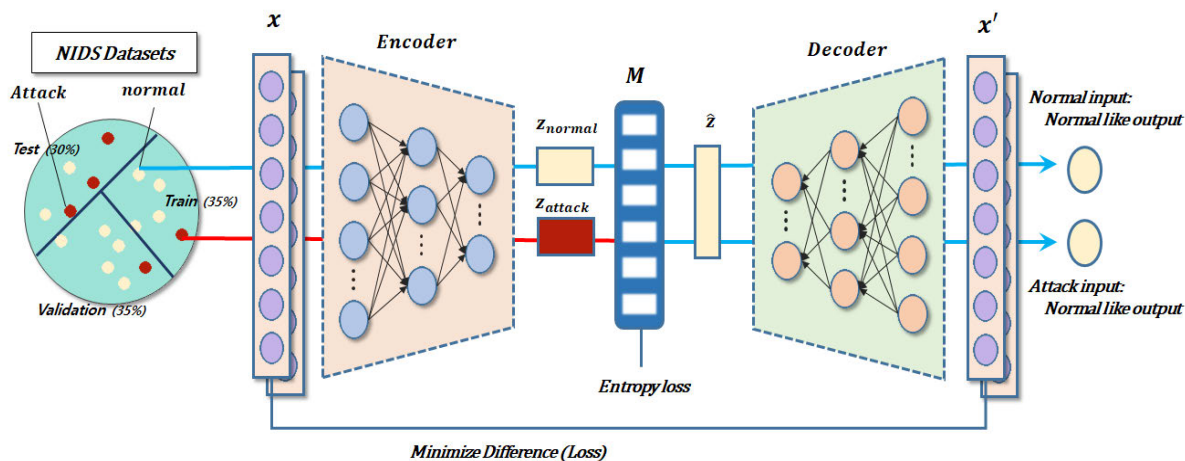 NIDS Datasets
Attack
normal
Test (30%)
Train (35%)
Validation (35%)
x
Encoder
z_normal
z_attack
M
ẑ
Entropy loss
Decoder
x′
Normal input:
Normal like output
Attack input:
Normal like output
Minimize Difference (Loss)